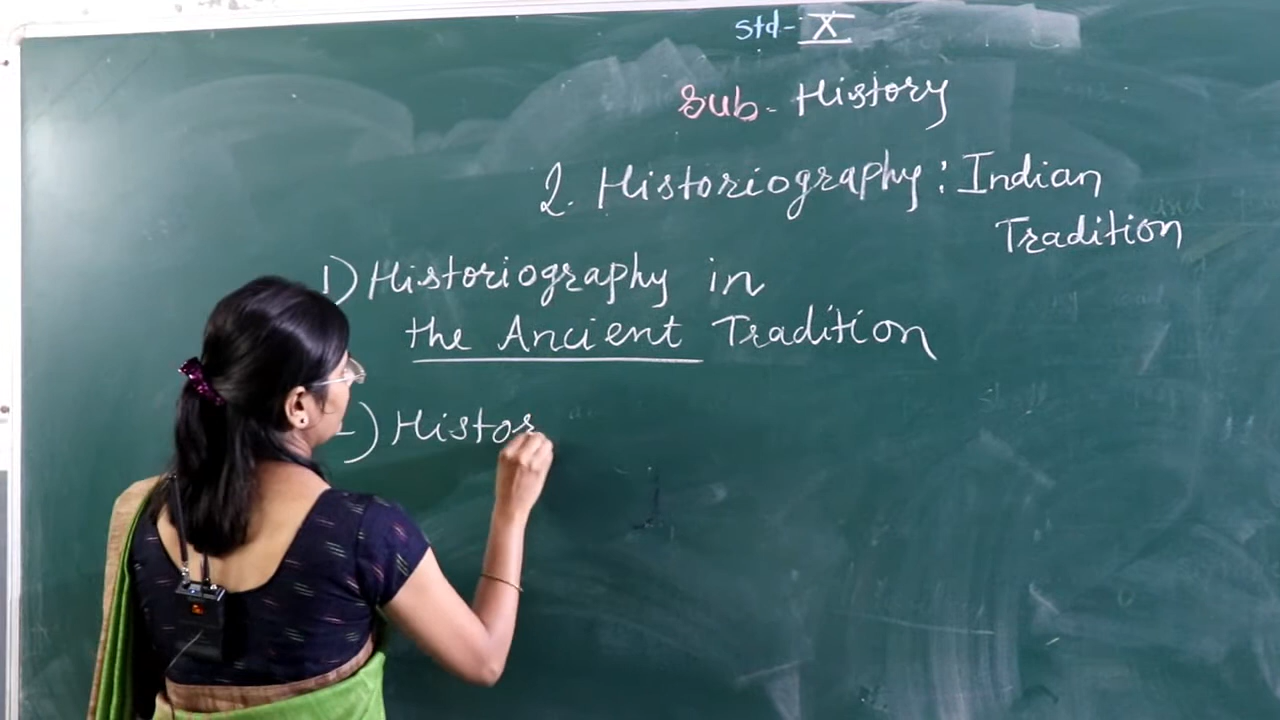 Std- X
Sub- History
2. Historiography: Indian
Tradition
1) Historiography in
the Ancient Tradition
-) Histor